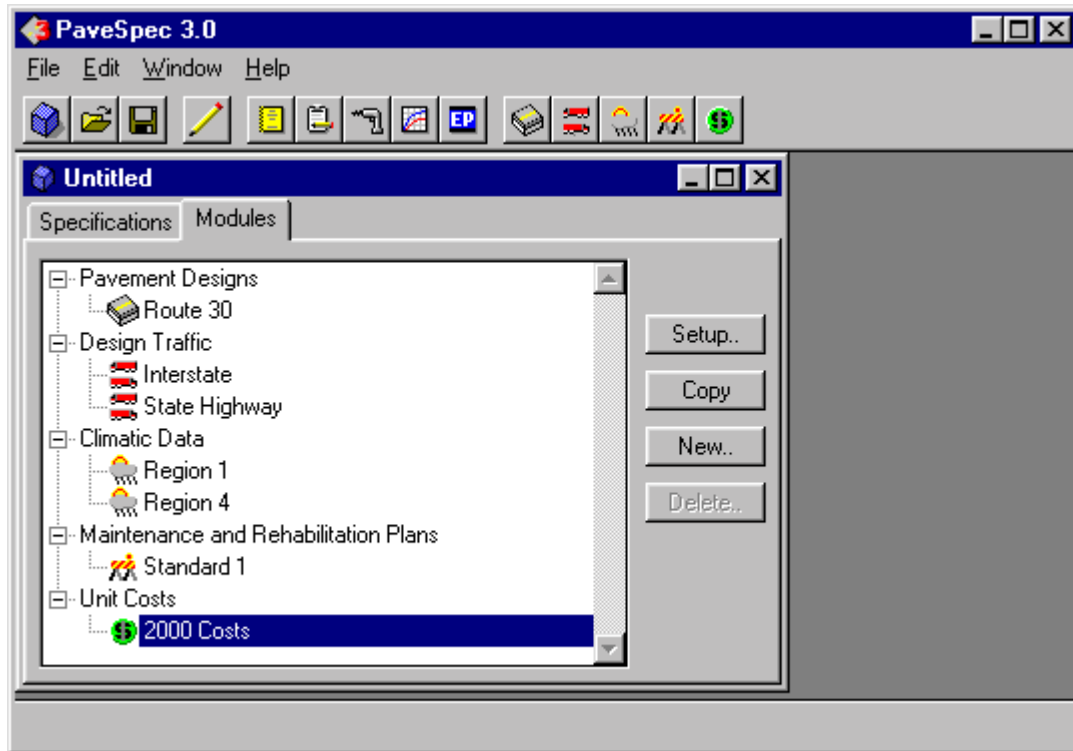 PaveSpec 3.0
File Edit Window Help
EP
Untitled
Specifications Modules
Pavement Designs
Route 30
Design Traffic
Interstate
State Highway
Climatic Data
Region 1
Region 4
Maintenance and Rehabilitation Plans
Standard 1
Unit Costs
2000 Costs
Setup..
Copy
New..
Delete..